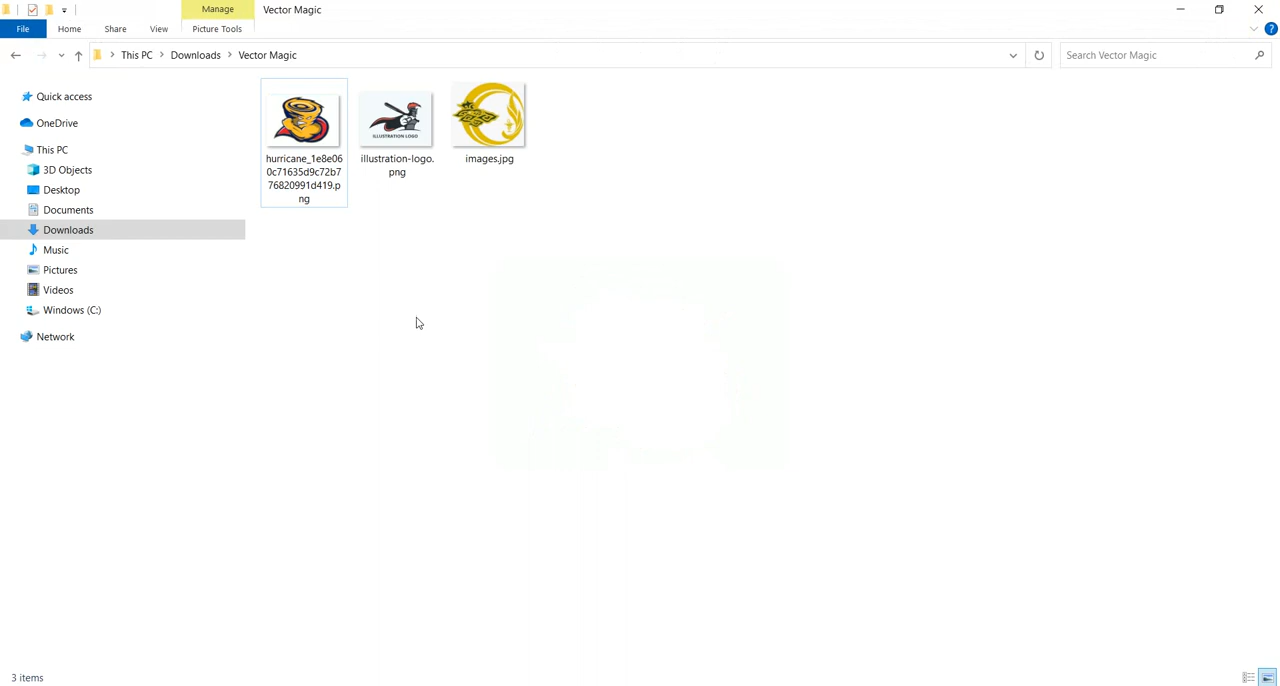 Manage
Vector Magic
File
Home
Share
View
Picture Tools
This PC
Downloads
Vector Magic
Search Vector Magic
Quick access
OneDrive
This PC
3D Objects
Desktop
Documents
Downloads
Music
Pictures
Videos
Windows (C:)
Network
ILLUSTRATION LOGO
hurricane_1e8e06
0c71635d9c72b7
76820991d419.p
ng
illustration-logo.
png
images.jpg
3 items